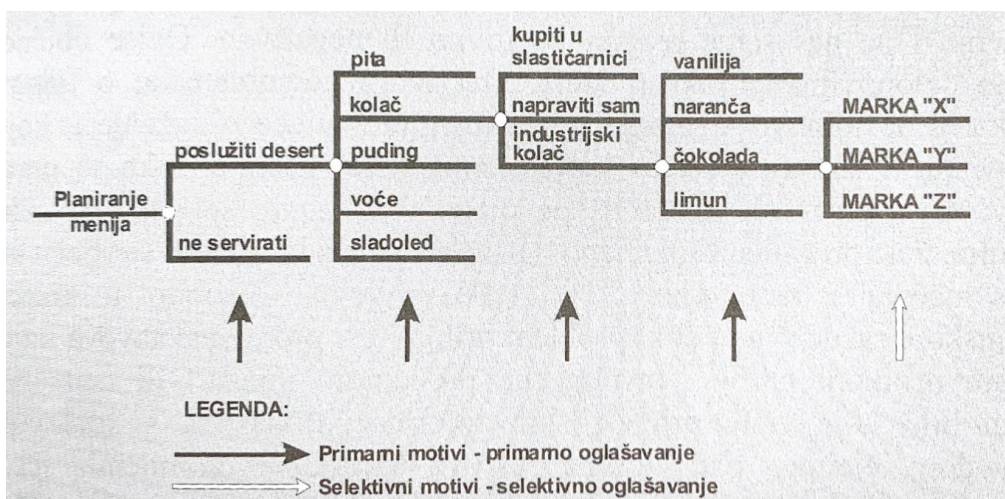 kupiti u
slastičarnici
pita
vanilija
kolač
napraviti sam
naranča
MARKA "X"
poslužiti desert
puding
industrijski
kolač
čokolada
MARKA "Y"
Planiranje
menija
voće
limun
MARKA "Z"
ne servirati
sladoled
LEGENDA:
Primarni motivi - primarno oglašavanje
Selektivni motivi - selektivno oglašavanje